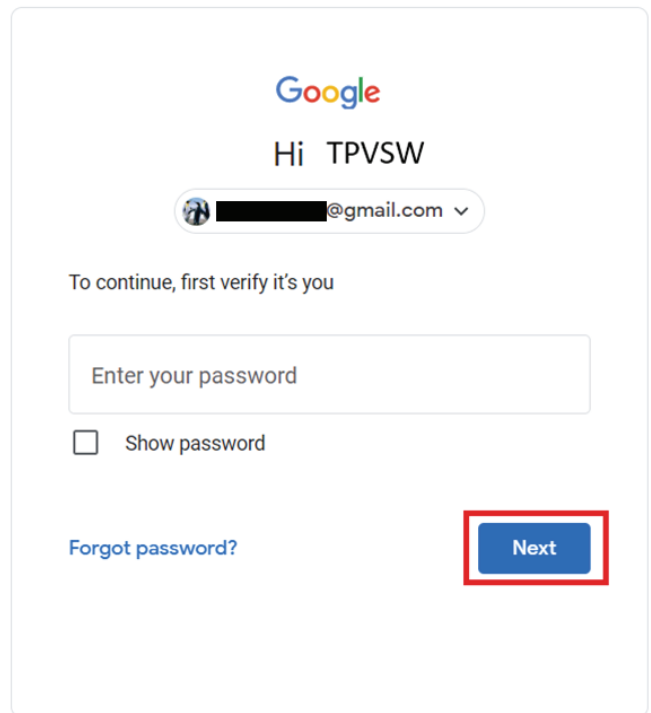 Google
Hi TPVSW
@gmail.com
To continue, first verify it's you
Enter your password
Show password
Forgot password?
Next